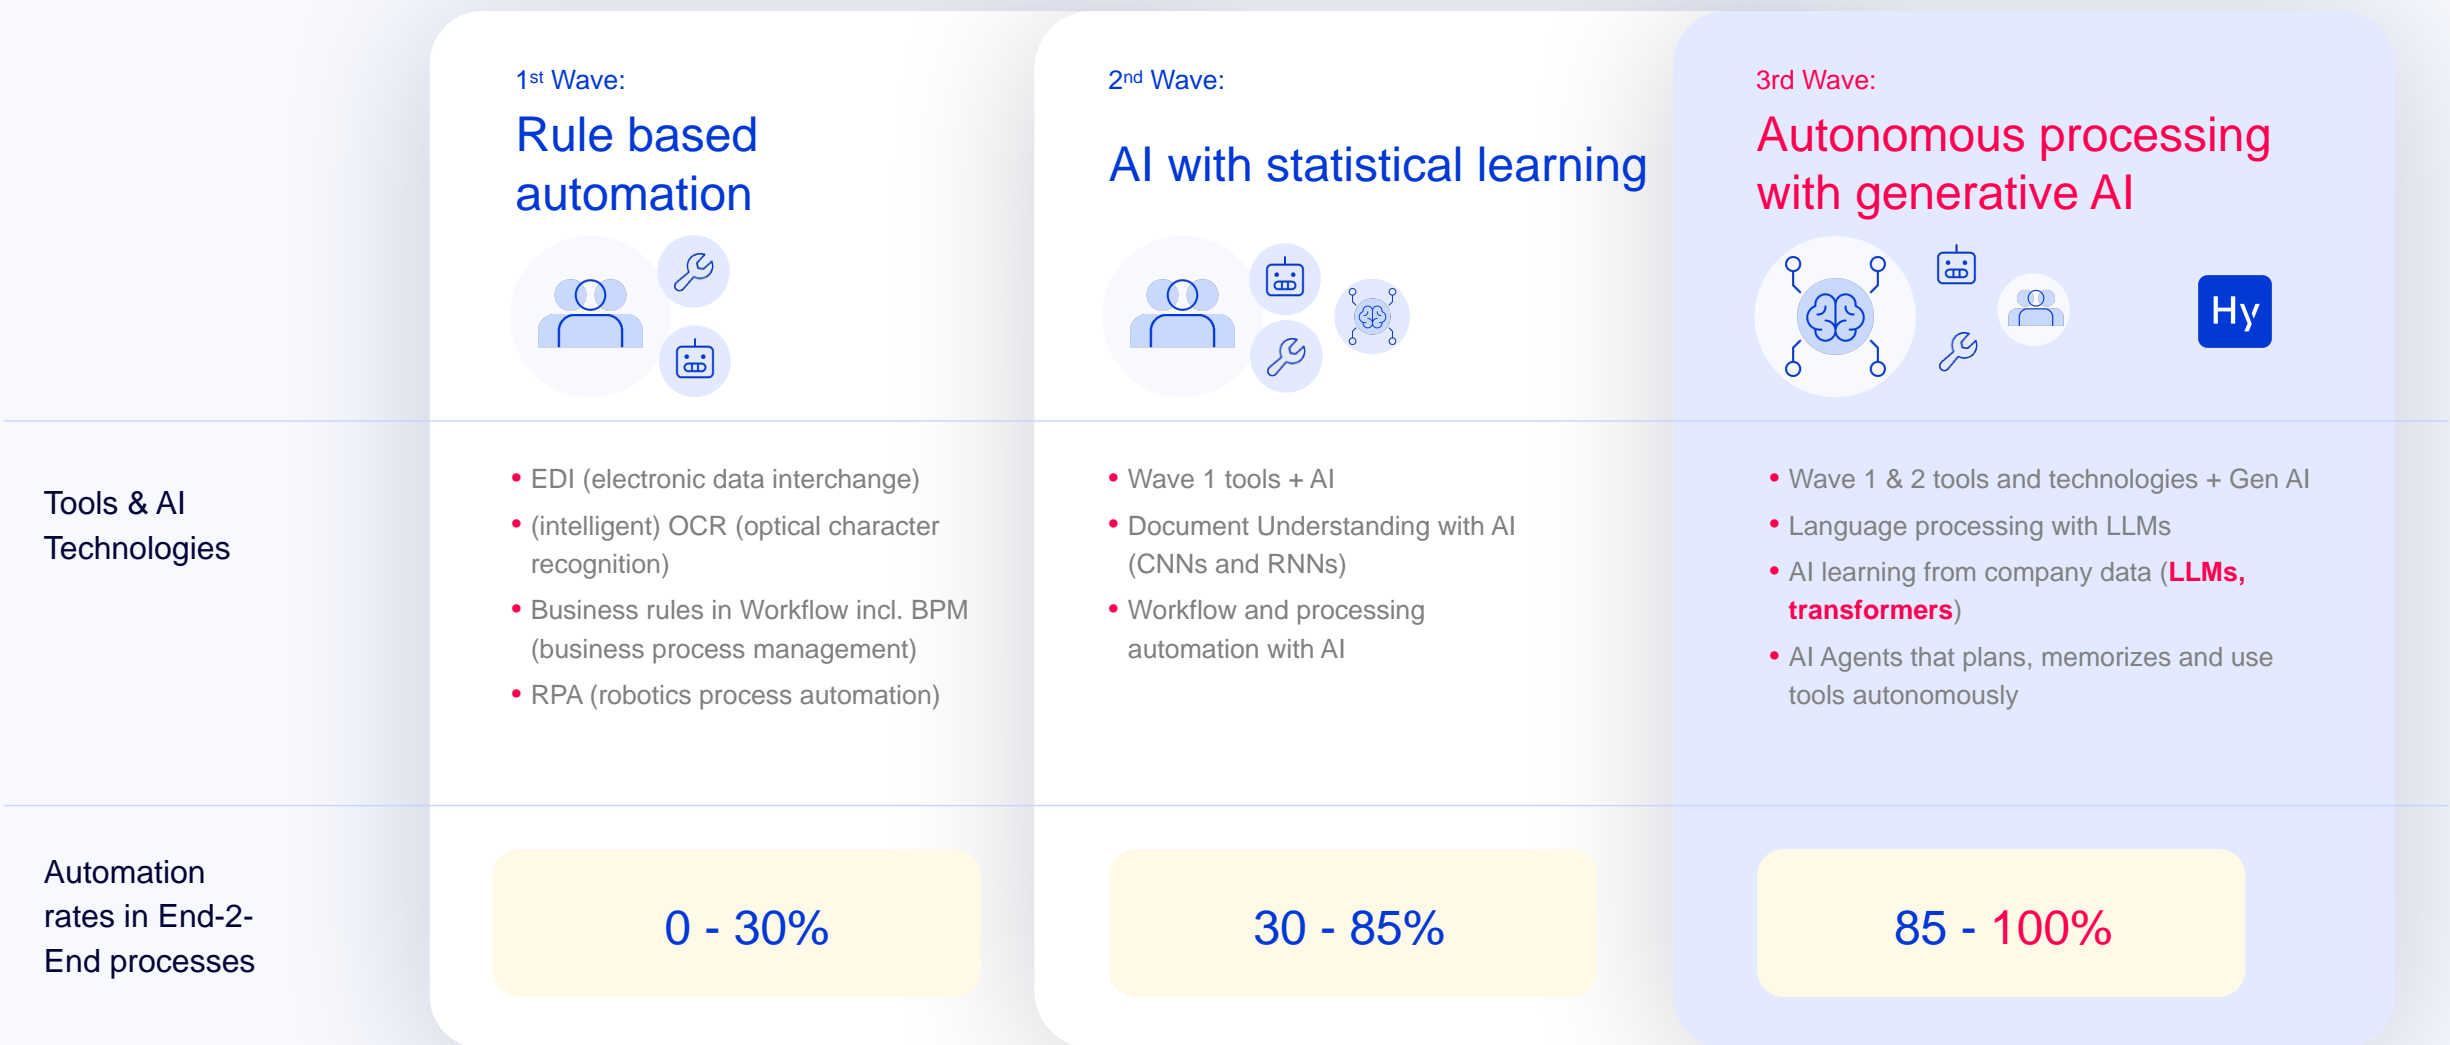 1st Wave:
Rule based
automation
2nd Wave:
AI with statistical learning
3rd Wave:
Autonomous processing
with generative AI
Hy
Tools & AI
Technologies
• EDI (electronic data interchange)
• (intelligent) OCR (optical character
recognition)
• Business rules in Workflow incl. BPM
(business process management)
• RPA (robotics process automation)
• Wave 1 tools + AI
• Document Understanding with AI
(CNNs and RNNs)
• Workflow and processing
automation with AI
• Wave 1 & 2 tools and technologies + Gen AI
• Language processing with LLMs
• AI learning from company data (LLMs,
transformers)
• AI Agents that plans, memorizes and use
tools autonomously
Automation
rates in End-2-
End processes
0 - 30%
30 - 85%
85 - 100%